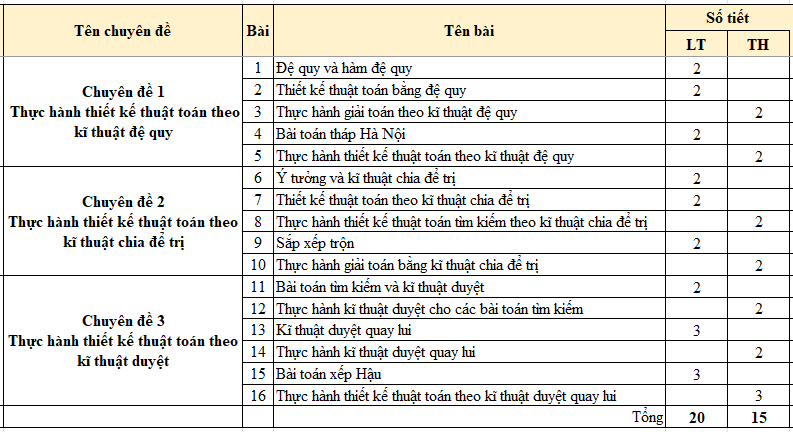 Tên chuyên đề Bài Tên bài Số tiết
LT TH
Chuyên đề 1
Thực hành thiết kế thuật toán theo
kĩ thuật đệ quy
1 Đệ quy và hàm đệ quy 2
2 Thiết kế thuật toán bằng đệ quy 2
3 Thực hành giải toán theo kĩ thuật đệ quy 2
4 Bài toán tháp Hà Nội 2
5 Thực hành thiết kế thuật toán theo kĩ thuật đệ quy 2
Chuyên đề 2
Thực hành thiết kế thuật toán theo
kĩ thuật chia để trị
6 Ý tưởng và kĩ thuật chia để trị 2
7 Thiết kế thuật toán theo kĩ thuật chia để trị 2
8 Thực hành thiết kế thuật toán tìm kiếm theo kĩ thuật chia để trị 2
9 Sắp xếp trộn 2
10 Thực hành giải toán bằng kĩ thuật chia để trị 2
Chuyên đề 3
Thực hành thiết kế thuật toán theo
kĩ thuật duyệt
11 Bài toán tìm kiếm và kĩ thuật duyệt 2
12 Thực hành kĩ thuật duyệt cho các bài toán tìm kiếm 2
13 Kĩ thuật duyệt quay lui 3
14 Thực hành kĩ thuật duyệt quay lui 2
15 Bài toán xếp Hậu 3
16 Thực hành thiết kế thuật toán theo kĩ thuật duyệt quay lui 3
Tổng 20 15